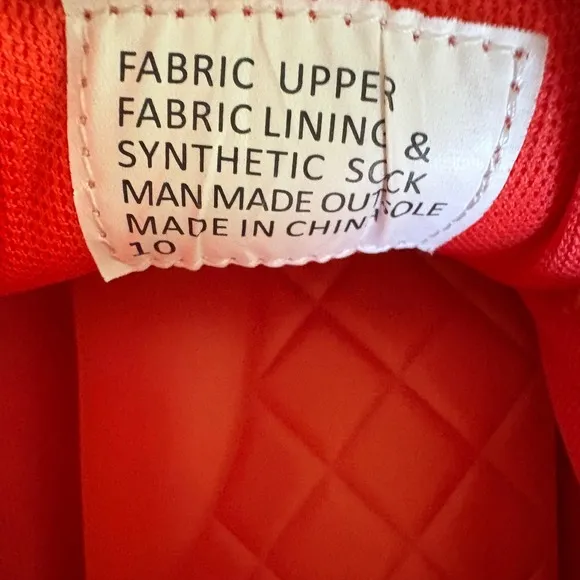 FABRIC UPPER
FABRIC LINING &
SYNTHETIC SOCK
MAN MADE OUTSOLE
MADE IN CHINA
10